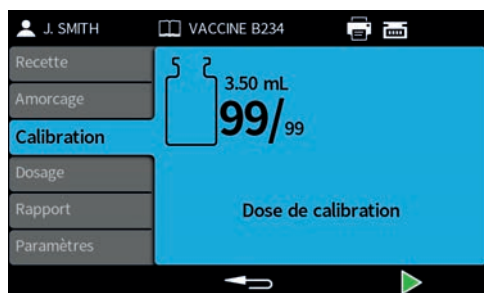 J. SMITH
VACCINE B234
Recette
Amorcage
Calibration
Dosage
Rapport
Paramètres
3.50 mL
99/99
Dose de calibration